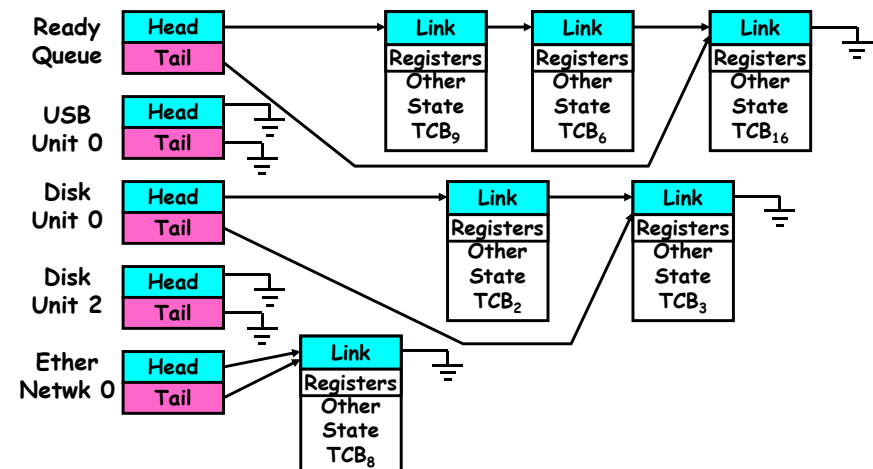 Ready
Queue
Head
Tail
Link
Registers
Other
State
TCB9
Link
Registers
Other
State
TCB6
Link
Registers
Other
State
TCB16
USB
Unit 0
Head
Tail
Disk
Unit 0
Head
Tail
Link
Registers
Other
State
TCB2
Link
Registers
Other
State
TCB3
Disk
Unit 2
Head
Tail
Ether
Netwk 0
Head
Tail
Link
Registers
Other
State
TCB8